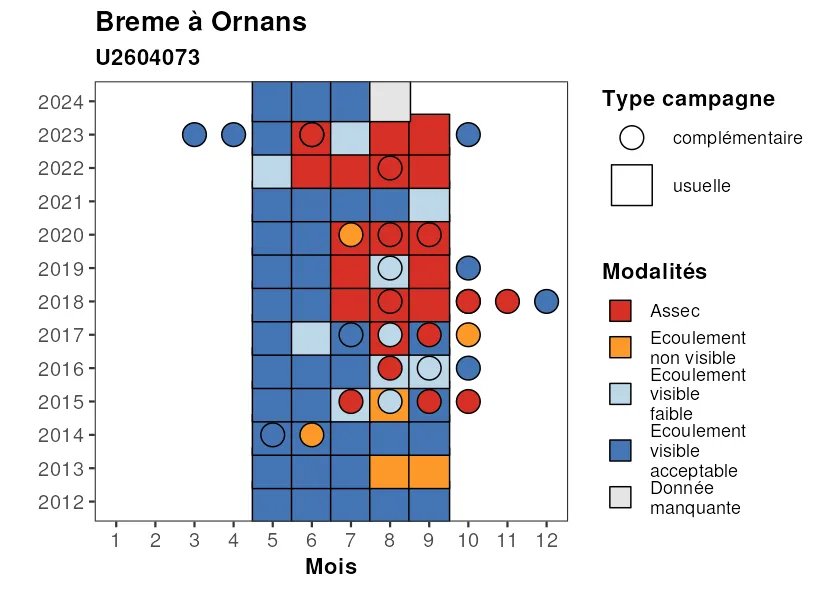 Breme à Ornans
U2604073
2024
2023
2022
2021
2020
2019
2018
2017
2016
2015
2014
2013
2012
1 2 3 4 5 6 7 8 9 10 11 12
Mois
Type campagne
complémentaire
usuelle
Modalités
Assec
Ecoulement
non visible
Ecoulement
visible
faible
Ecoulement
visible
acceptable
Donnée
manquante